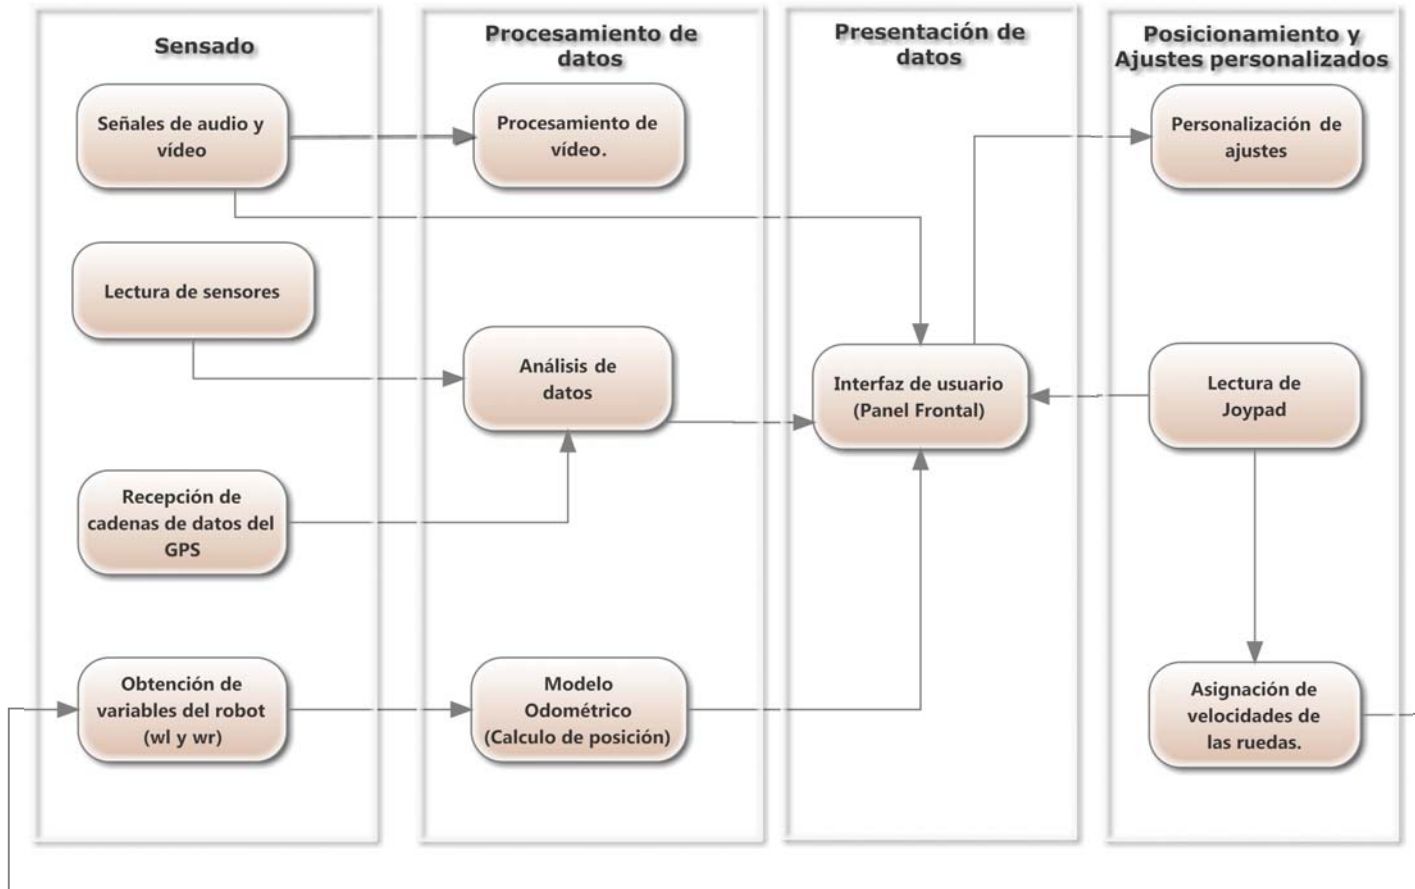 Sensado
Señales de audio y
vídeo
Lectura de sensores
Recepción de
cadenas de datos del
GPS
Obtención de
variables del robot
(wl y wr)
Procesamiento de
datos
Procesamiento de
vídeo.
Análisis de
datos
Modelo
Odométrico
(Calculo de posición)
Presentación de
datos
Interfaz de usuario
(Panel Frontal)
Posicionamiento y
Ajustes personalizados
Personalización de
ajustes
Lectura de
Joypad
Asignación de
velocidades de
las ruedas.